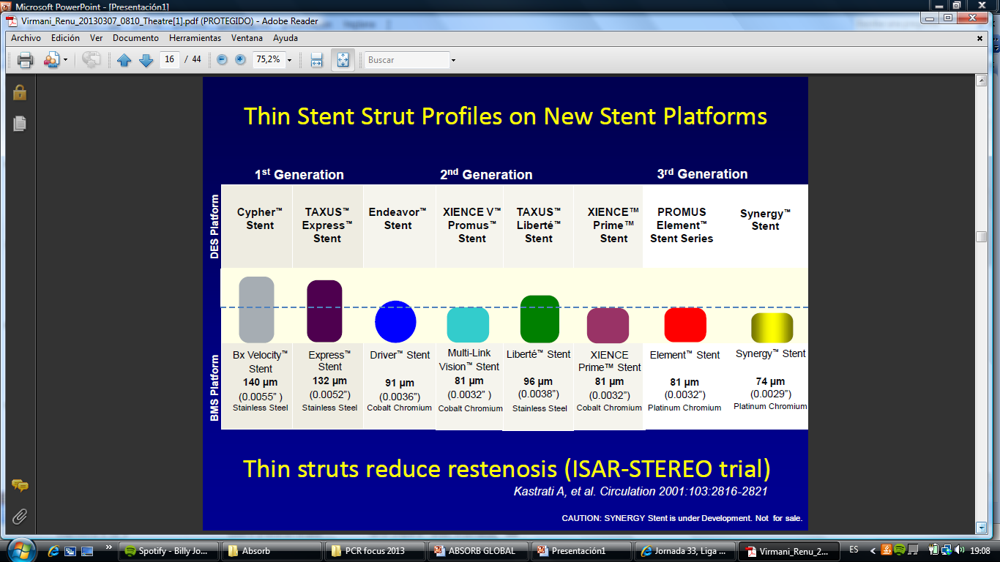 Microsoft PowerPoint - [Presentación1]
Virmani_Renu_20130307_0810_Theatre[1].pdf (PROTEGIDO) - Adobe Reader
Archivo Edición Ver Documento Herramientas Ventana Ayuda
16 / 44 75,2% Buscar
Thin Stent Strut Profiles on New Stent Platforms
1st Generation 2nd Generation 3rd Generation
DES Platform
Cypher™ Stent
TAXUS™ Express™ Stent
Endeavor™ Stent
XIENCE V™ Promus™ Stent
TAXUS™ Liberté™ Stent
XIENCE™ Prime™ Stent
PROMUS Element™ Stent Series
Synergy™ Stent
BMS Platform
Bx Velocity™ Stent
140 µm
(0.0055” )
Stainless Steel
Express™ Stent
132 µm
(0.0052”)
Stainless Steel
Driver™ Stent
91 µm
(0.0036”)
Cobalt Chromium
Multi-Link Vision™ Stent
81 µm
(0.0032” )
Cobalt Chromium
Liberté™ Stent
96 µm
(0.0038”)
Stainless Steel
XIENCE Prime™ Stent
81 µm
(0.0032”)
Cobalt Chromium
Element™ Stent
81 µm
(0.0032”)
Platinum Chromium
Synergy™ Stent
74 µm
(0.0029”)
Platinum Chromium
Thin struts reduce restenosis (ISAR-STEREO trial)
Kastrati A, et al. Circulation 2001:103:2816-2821
CAUTION: SYNERGY Stent is under Development. Not for sale.
Spotify - Billy Jo... Absorb PCR focus 2013 ABSORB GLOBAL Presentación1 Jornada 33, Liga ... Virmani_Renu_2... ES 19:08